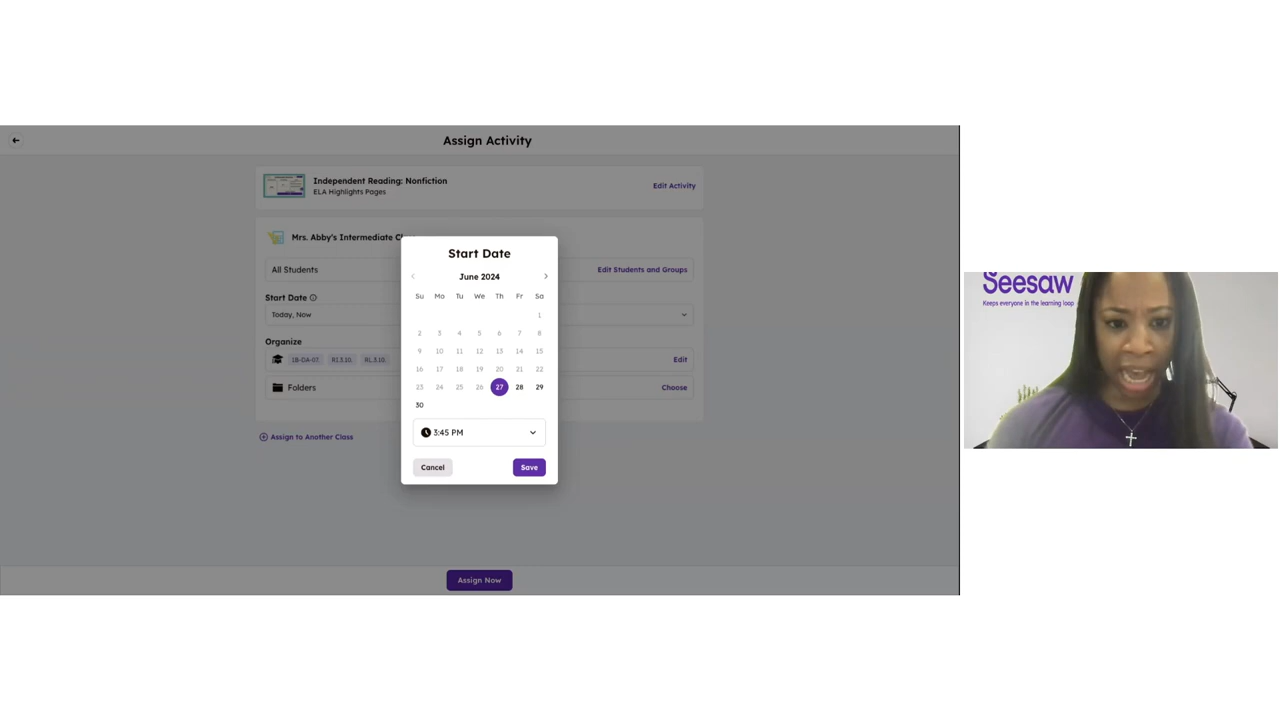 Assign Activity
Independent Reading: Nonfiction
ELA Highlights Pages
Edit Activity
Mrs. Abby's Intermediate
All Students
Edit Students and Groups
Start Date
Today, Now
Organize
1B-DA-07
RI.3.10.
RL.3.10.
Edit
Folders
Choose
Assign to Another Class
Start Date
June 2024
Su Mo Tu We Th Fr Sa
1
2 3 4 5 6 7 8
9 10 11 12 13 14 15
16 17 18 19 20 21 22
23 24 25 26 27 28 29
30
3:45 PM
Cancel
Save
Assign Now
Seesaw
Keeps everyone in the learning loop